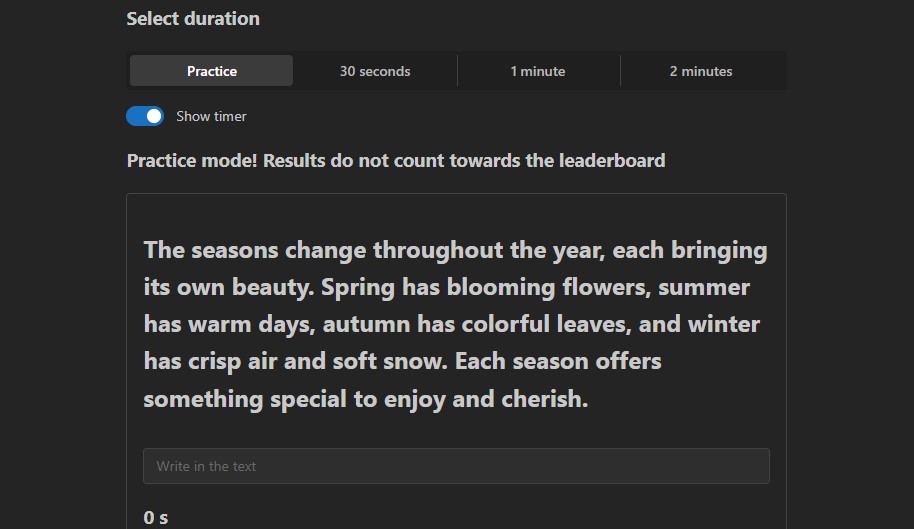 Select duration
Practice 30 seconds 1 minute 2 minutes
Show timer
Practice mode! Results do not count towards the leaderboard
The seasons change throughout the year, each bringing
its own beauty. Spring has blooming flowers, summer
has warm days, autumn has colorful leaves, and winter
has crisp air and soft snow. Each season offers
something special to enjoy and cherish.
Write in the text
0 s